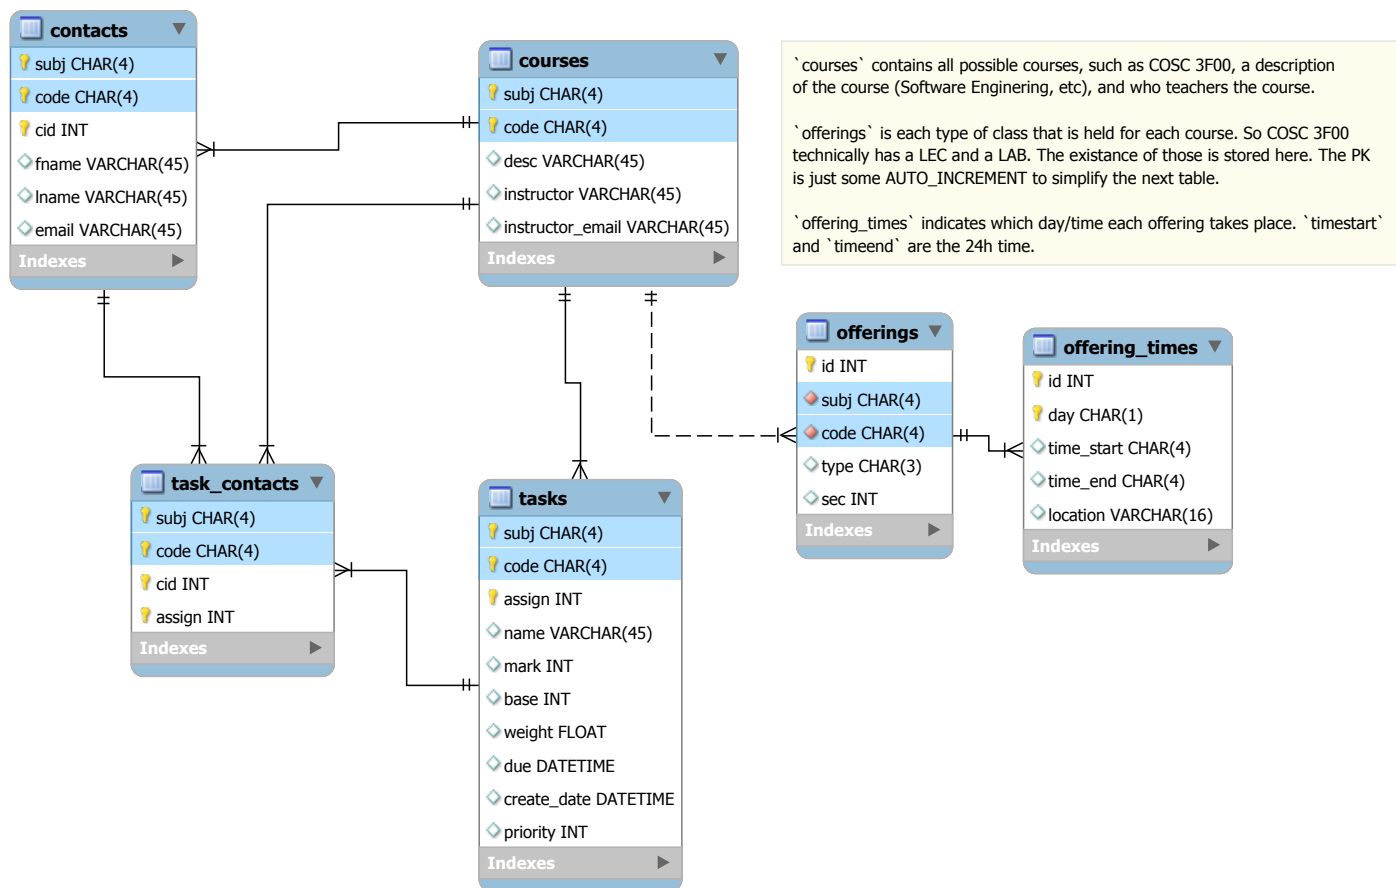 contacts
subj CHAR(4)
code CHAR(4)
cid INT
fname VARCHAR(45)
lname VARCHAR(45)
email VARCHAR(45)
Indexes
courses
subj CHAR(4)
code CHAR(4)
desc VARCHAR(45)
instructor VARCHAR(45)
instructor_email VARCHAR(45)
Indexes
`courses` contains all possible courses, such as COSC 3F00, a description
of the course (Software Enginering, etc), and who teachers the course.
`offerings` is each type of class that is held for each course. So COSC 3F00
technically has a LEC and a LAB. The existance of those is stored here. The PK
is just some AUTO_INCREMENT to simplify the next table.
`offering_times` indicates which day/time each offering takes place. `timestart`
and `timeend` are the 24h time.
offerings
id INT
subj CHAR(4)
code CHAR(4)
type CHAR(3)
sec INT
Indexes
offering_times
id INT
day CHAR(1)
time_start CHAR(4)
time_end CHAR(4)
location VARCHAR(16)
Indexes
task_contacts
subj CHAR(4)
code CHAR(4)
cid INT
assign INT
Indexes
tasks
subj CHAR(4)
code CHAR(4)
assign INT
name VARCHAR(45)
mark INT
base INT
weight FLOAT
due DATETIME
create_date DATETIME
priority INT
Indexes